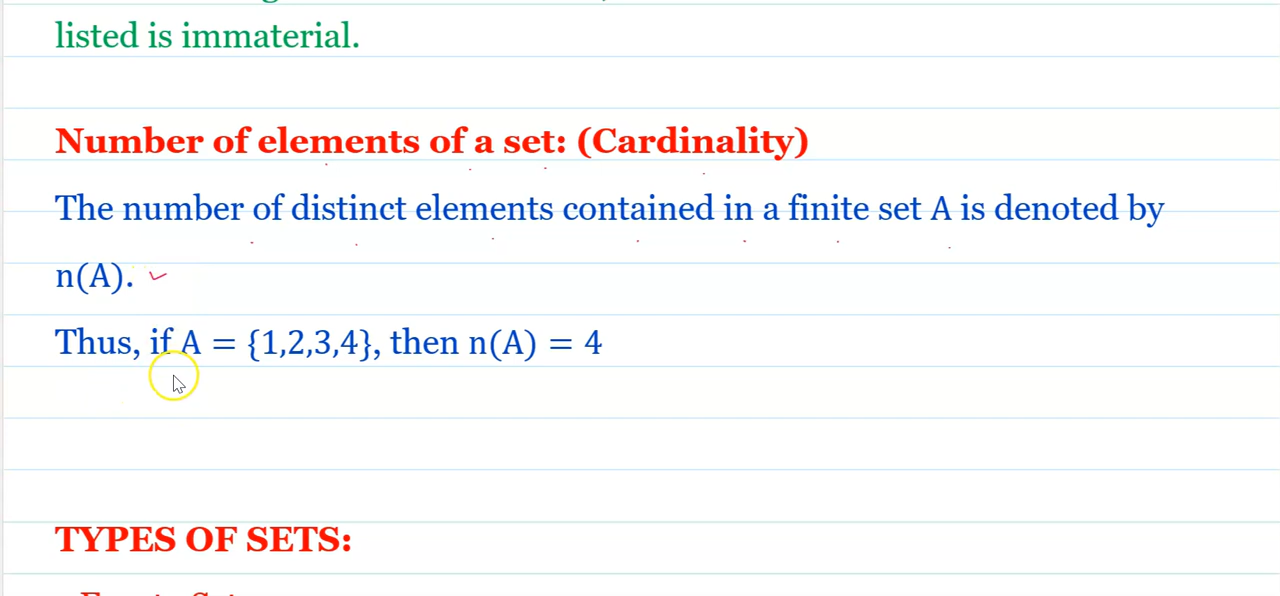 listed is immaterial.
Number of elements of a set: (Cardinality)
The number of distinct elements contained in a finite set A is denoted by
n(A).
Thus, if A = {1,2,3,4}, then n(A) = 4
TYPES OF SETS: